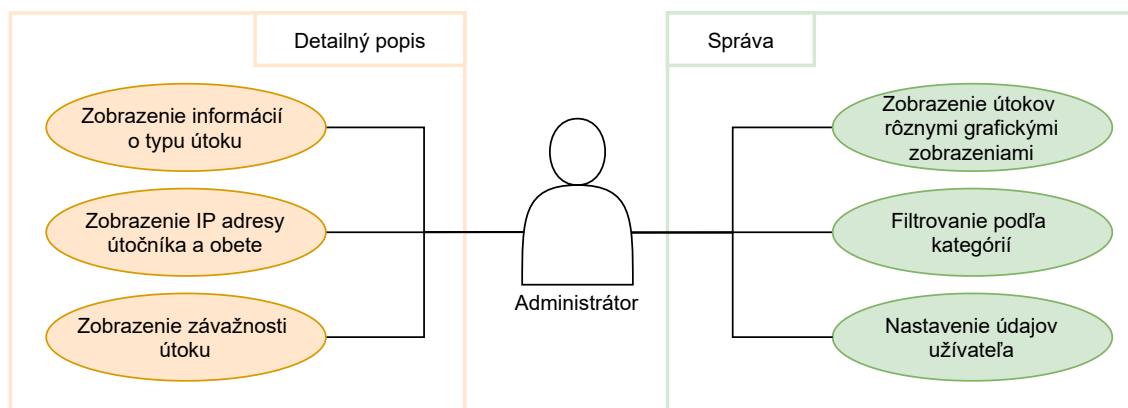 Detailný popis
Zobrazenie informácií
o typu útoku
Zobrazenie IP adresy
útočníka a obete
Zobrazenie závažnosti
útoku
Administrátor
Správa
Zobrazenie útokov
rôznymi grafickými
zobrazeniami
Filtrovanie podľa
kategórií
Nastavenie údajov
užívateľa